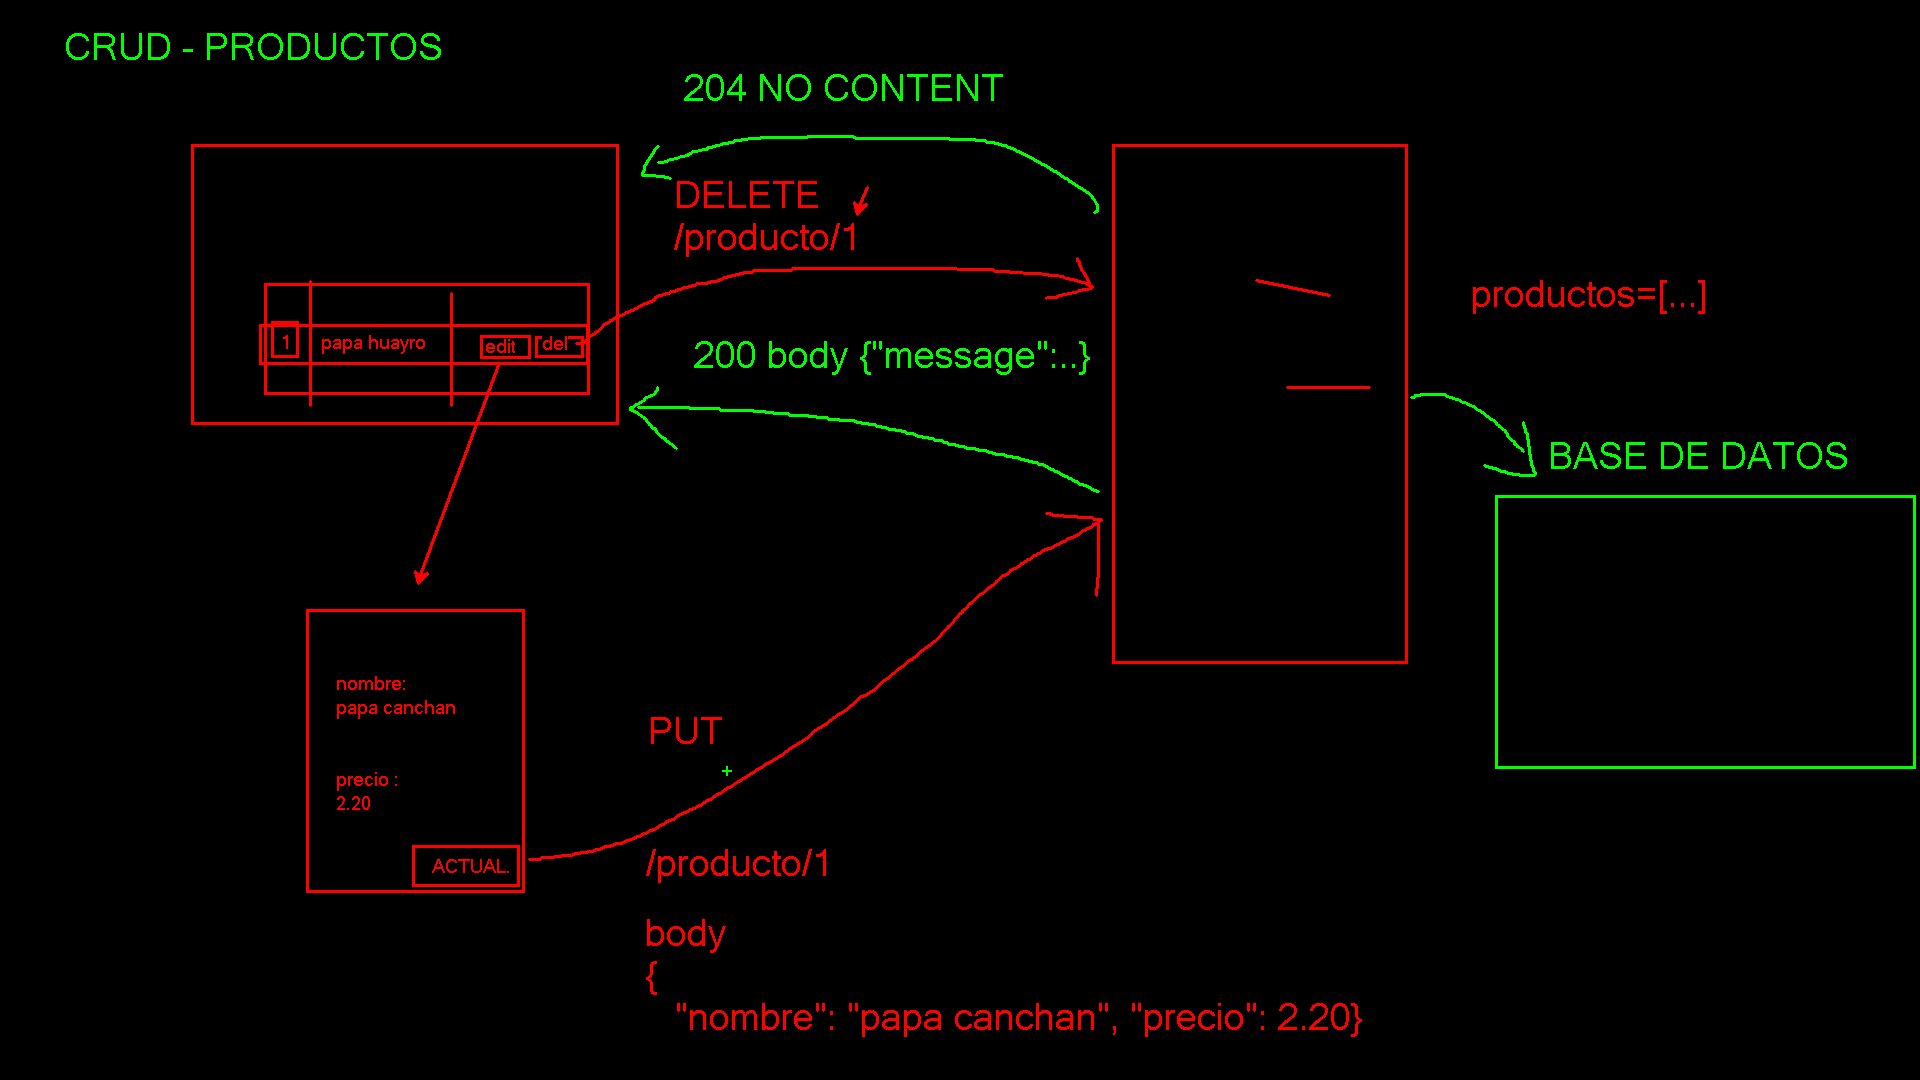 CRUD - PRODUCTOS
204 NO CONTENT
DELETE
/producto/1
productos=[...]
1 papa huayro edit del
200 body {"message":..}
BASE DE DATOS
nombre:
papa canchan
precio :
2.20
ACTUAL.
PUT
/producto/1
body
{
"nombre": "papa canchan", "precio": 2.20}